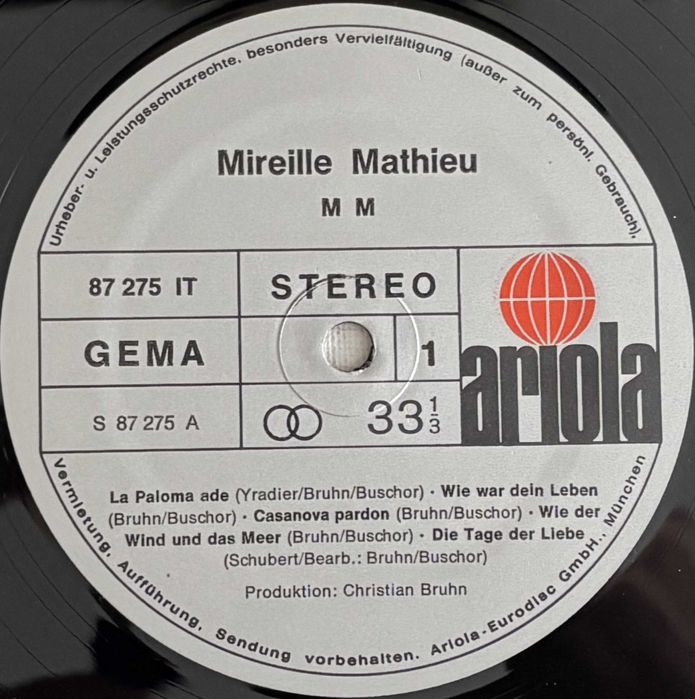 Urheber- u. Leistungsschutzrechte, besonders Vervielfältigung (außer zum persönl. Gebrauch),
Mireille Mathieu
M M
87 275 IT
STEREO
GEMA
1
ariola
S 87 275 A
33 1/3
La Paloma ade (Yradier/Bruhn/Buschor) · Wie war dein Leben
(Bruhn/Buschor) · Casanova pardon (Bruhn/Buschor) · Wie der
Wind und das Meer (Bruhn/Buschor) · Die Tage der Liebe
(Schubert/Bearb.: Bruhn/Buschor)
Produktion: Christian Bruhn
Vermietung, Aufführung, Sendung vorbehalten. Ariola-Eurodisc GmbH., München